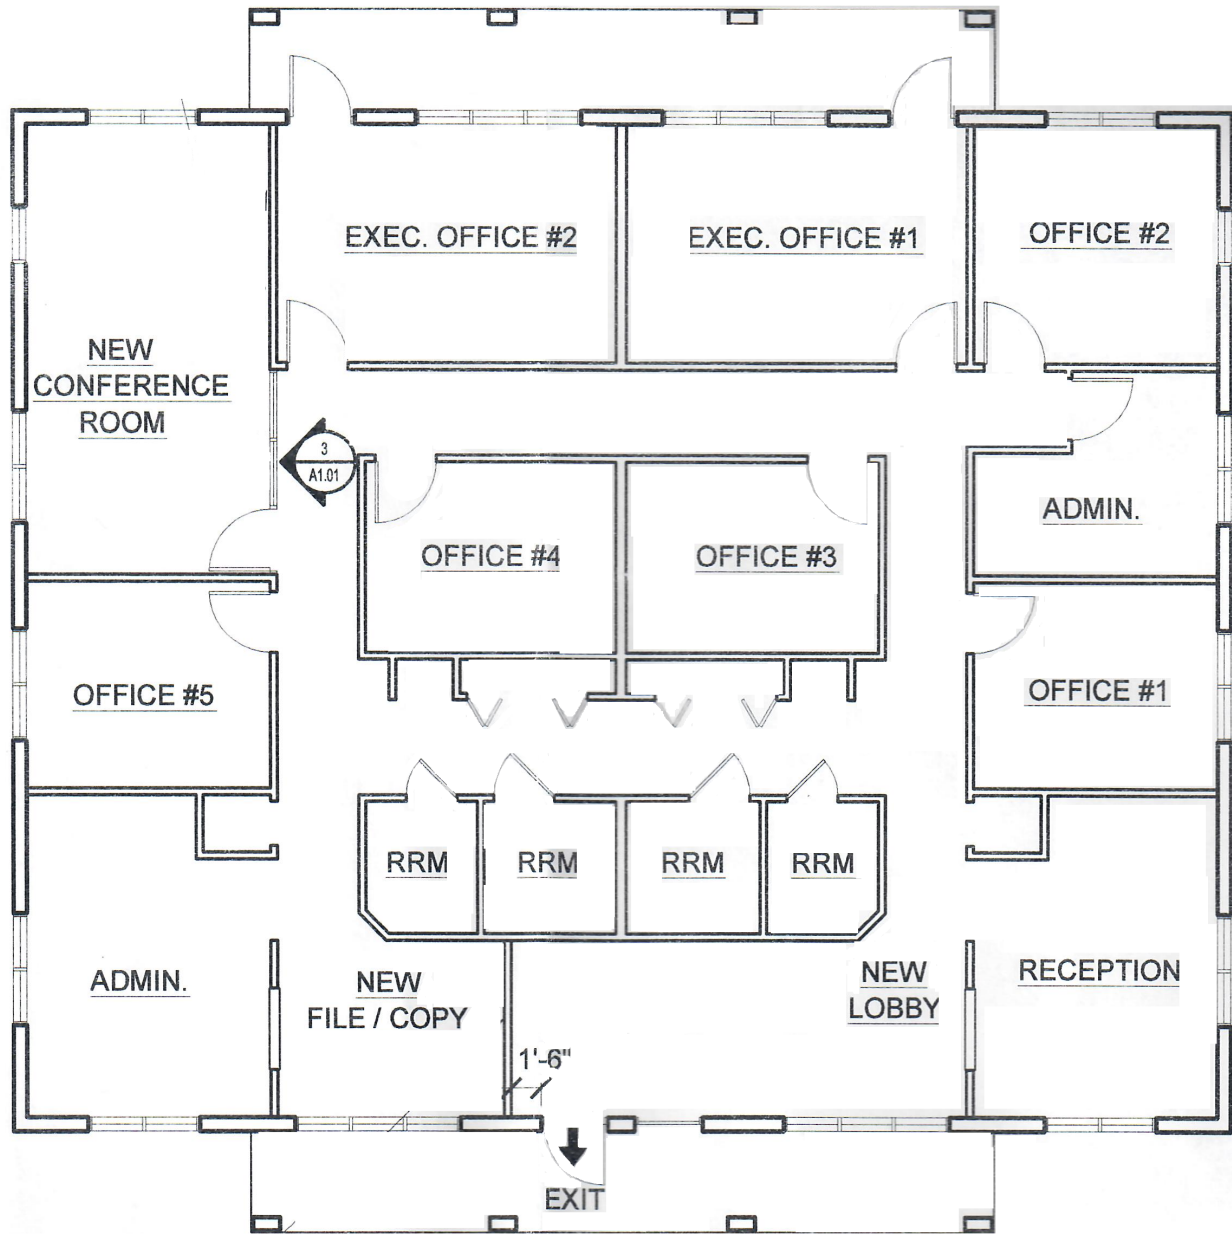 EXEC. OFFICE #2
EXEC. OFFICE #1
OFFICE #2
NEW
CONFERENCE
ROOM
3
A1.01
ADMIN.
OFFICE #4
OFFICE #3
OFFICE #5
OFFICE #1
RRM
RRM
RRM
RRM
ADMIN.
NEW
FILE / COPY
NEW
LOBBY
RECEPTION
1'-6"
EXIT